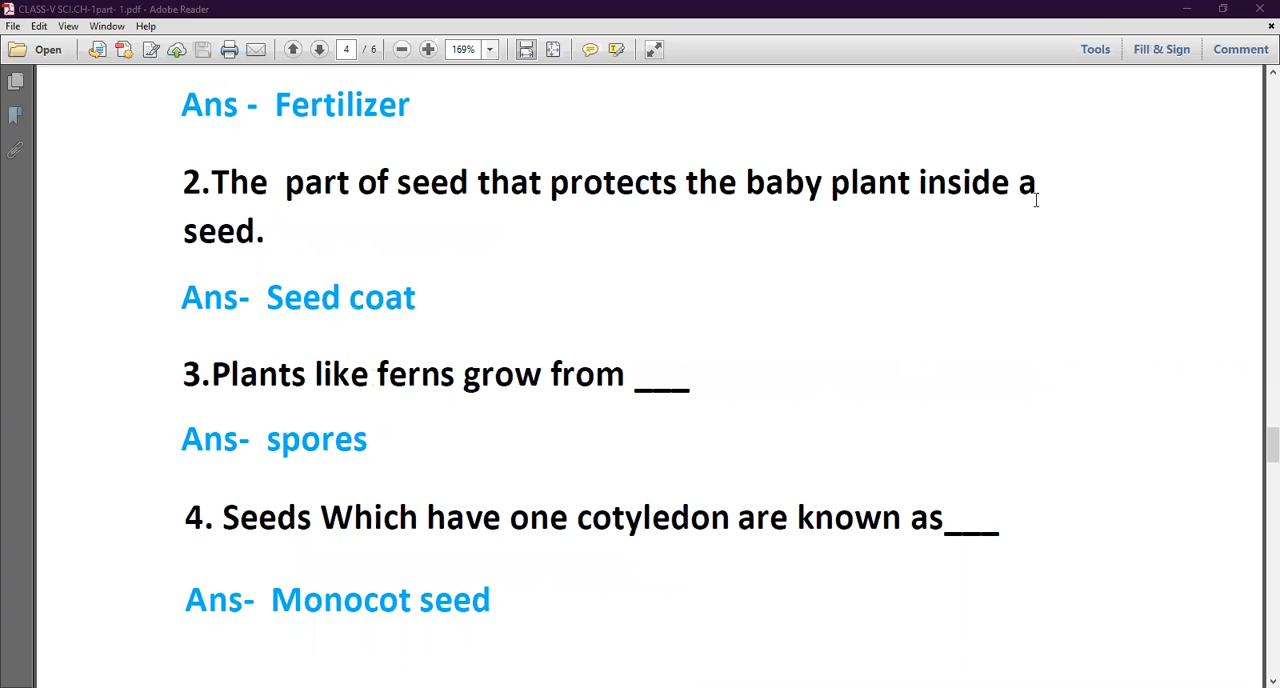 CLASS-V SCI.CH-1part- 1.pdf - Adobe Reader
File Edit View Window Help
Open 4 / 6 169% Tools Fill & Sign Comment
Ans - Fertilizer
2.The part of seed that protects the baby plant inside a
seed.
Ans- Seed coat
3.Plants like ferns grow from ___
Ans- spores
4. Seeds Which have one cotyledon are known as___
Ans- Monocot seed